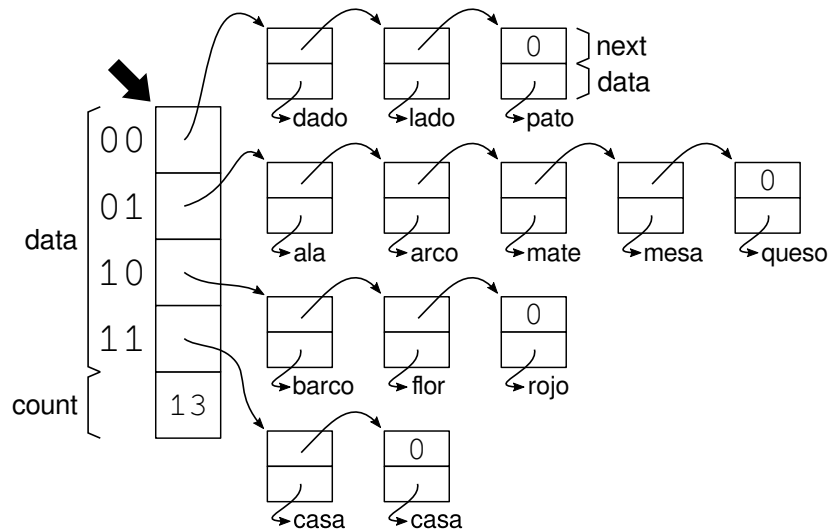 0 next
data
dado lado pato
00
01 0
data ala arco mate mesa queso
10
0
11
barco flor rojo
count 13
0
casa casa